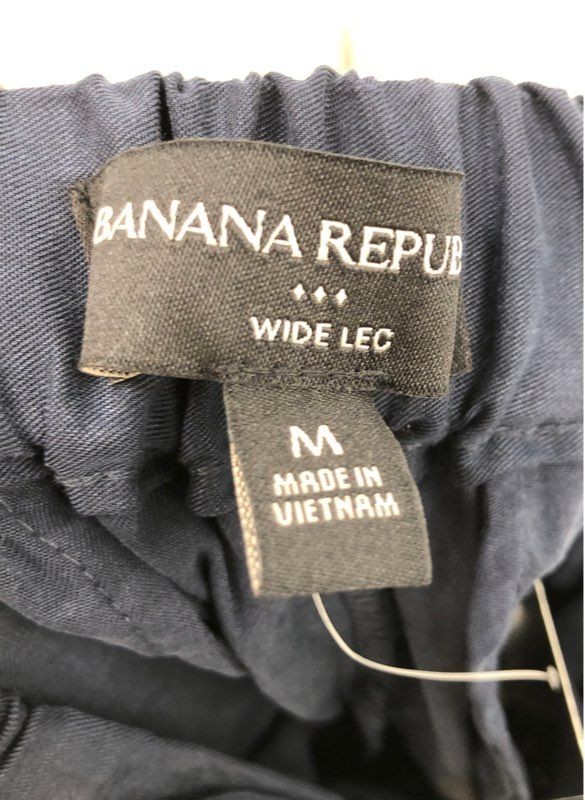 BANANA REPUB
WIDE LEG
M
MADE IN
VIETNAM